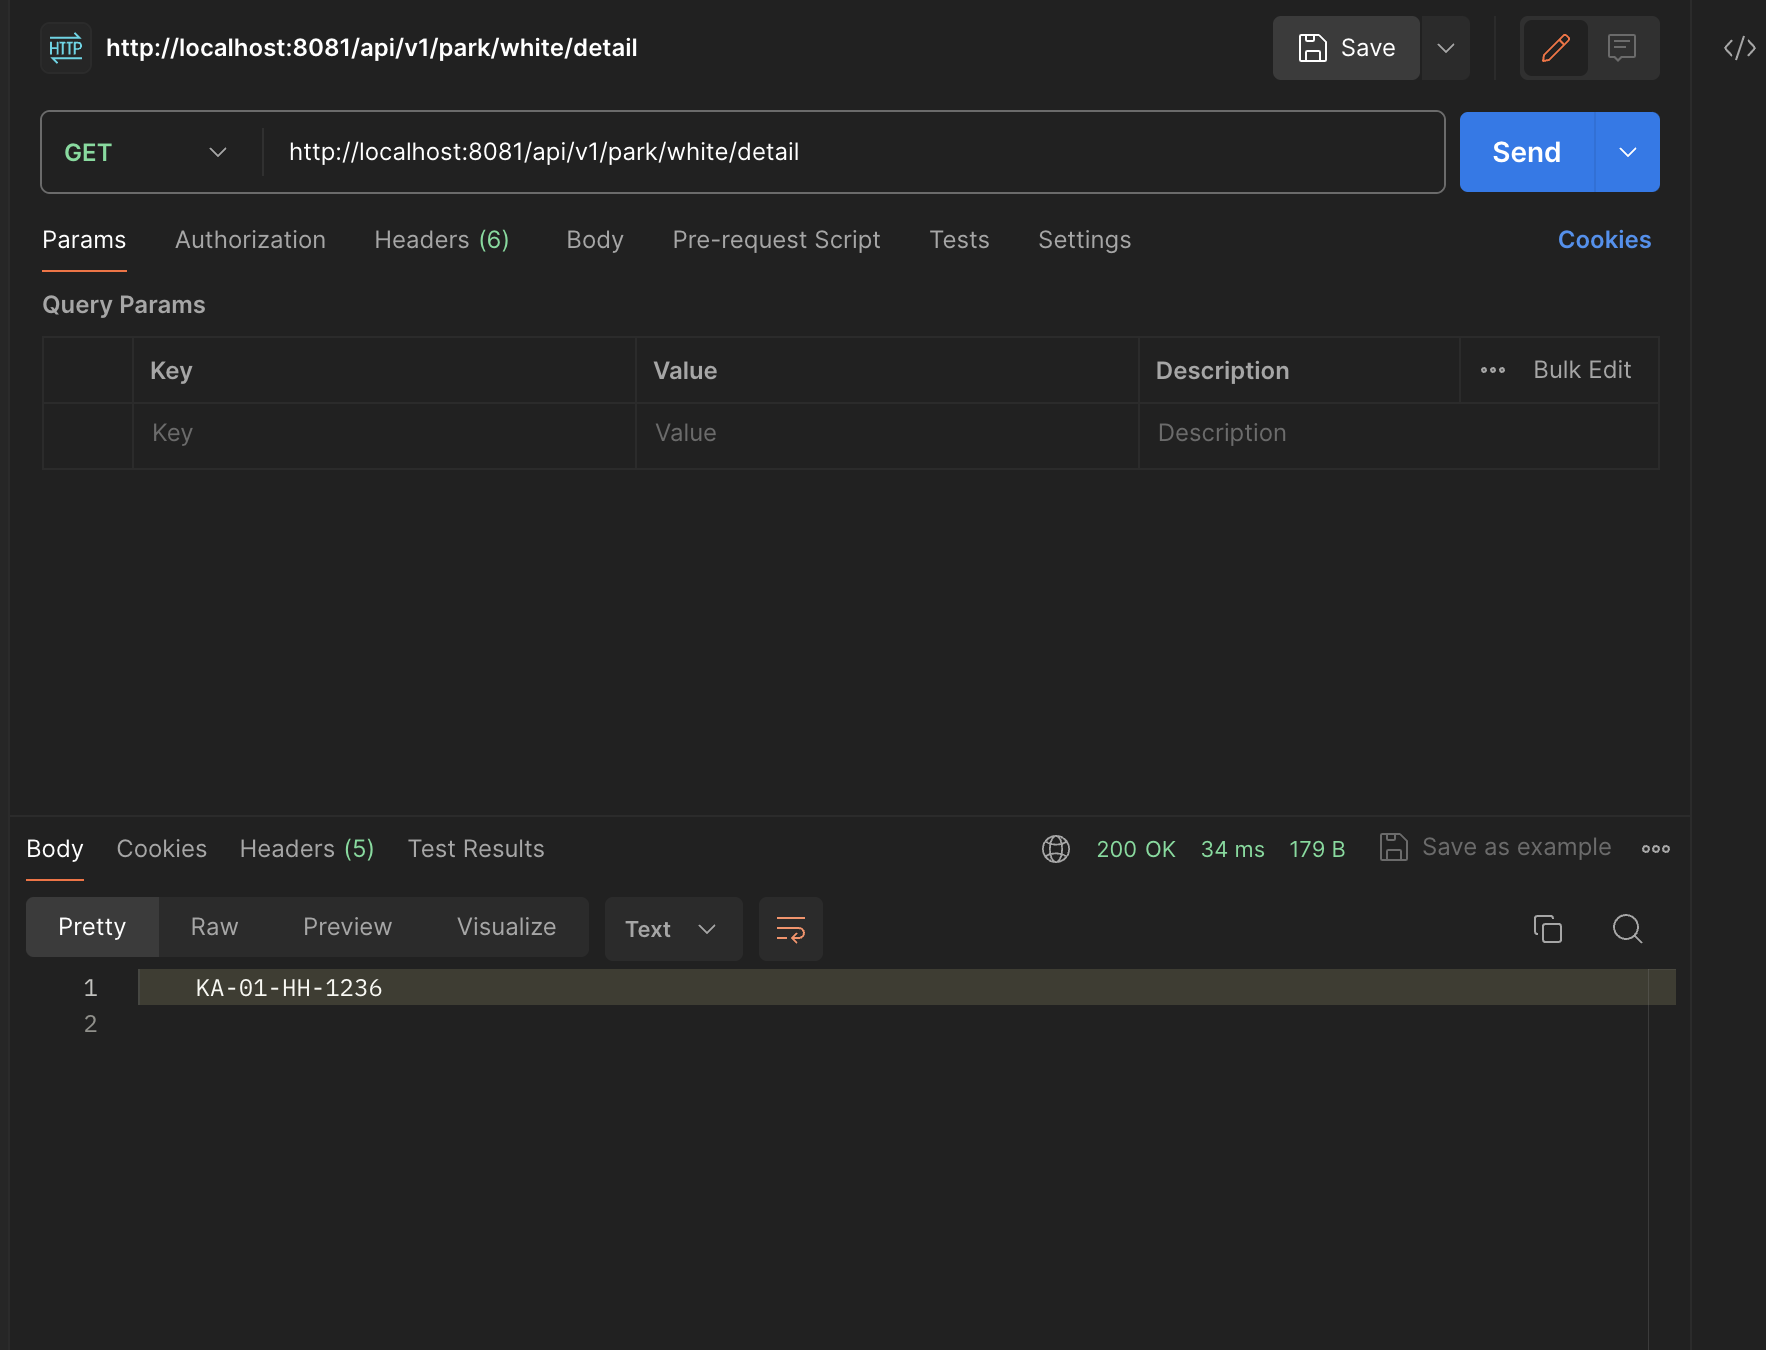 HTTP http://localhost:8081/api/v1/park/white/detail Save
GET http://localhost:8081/api/v1/park/white/detail Send
Params Authorization Headers (6) Body Pre-request Script Tests Settings Cookies
Query Params
Key Value Description Bulk Edit
Key Value Description
Body Cookies Headers (5) Test Results 200 OK 34 ms 179 B Save as example
Pretty Raw Preview Visualize Text
1 KA-01-HH-1236
2